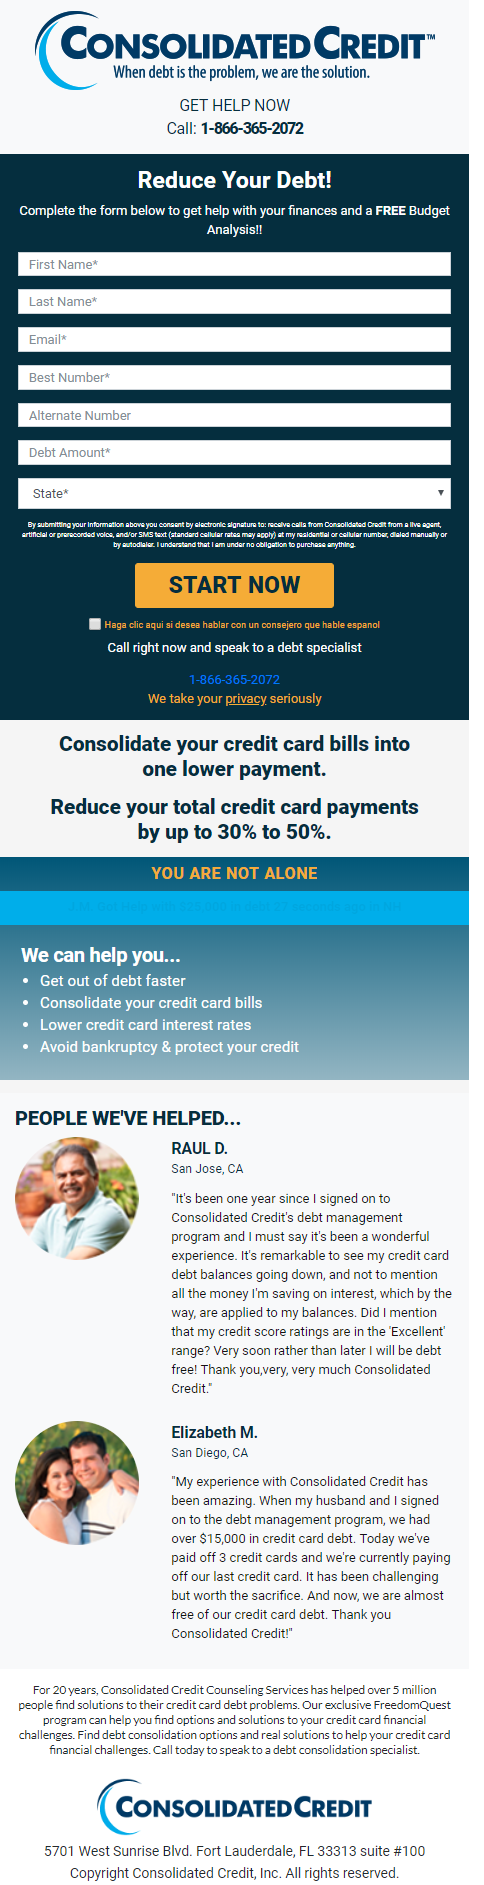 CONSOLIDATED CREDIT™
When debt is the problem, we are the solution.
GET HELP NOW
Call: 1-866-365-2072
Reduce Your Debt!
Complete the form below to get help with your finances and a FREE Budget
Analysis!!
First Name*
Last Name*
Email*
Best Number*
Alternate Number
Debt Amount*
State*
By submitting your information above you consent by electronic signature to: receive calls from Consolidated Credit from a live agent,
artificial or prerecorded voice, and/or SMS text (standard cellular rates may apply) at my residential or cellular number, dialed manually or
by autodialer. I understand that I am under no obligation to purchase anything.
START NOW
Haga clic aqui si desea hablar con un consejero que hable espanol
Call right now and speak to a debt specialist
1-866-365-2072
We take your privacy seriously
Consolidate your credit card bills into
one lower payment.
Reduce your total credit card payments
by up to 30% to 50%.
YOU ARE NOT ALONE
We can help you...
• Get out of debt faster
• Consolidate your credit card bills
• Lower credit card interest rates
• Avoid bankruptcy & protect your credit
PEOPLE WE'VE HELPED...
RAUL D.
San Jose, CA
"It's been one year since I signed on to
Consolidated Credit's debt management
program and I must say it's been a wonderful
experience. It's remarkable to see my credit card
debt balances going down, and not to mention
all the money I'm saving on interest, which by the
way, are applied to my balances. Did I mention
that my credit score ratings are in the 'Excellent'
range? Very soon rather than later I will be debt
free! Thank you,very, very much Consolidated
Credit."
Elizabeth M.
San Diego, CA
"My experience with Consolidated Credit has
been amazing. When my husband and I signed
on to the debt management program, we had
over $15,000 in credit card debt. Today we've
paid off 3 credit cards and we're currently paying
off our last credit card. It has been challenging
but worth the sacrifice. And now, we are almost
free of our credit card debt. Thank you
Consolidated Credit!"
For 20 years, Consolidated Credit Counseling Services has helped over 5 million
people find solutions to their credit card debt problems. Our exclusive FreedomQuest
program can help you find options and solutions to your credit card financial
challenges. Find debt consolidation options and real solutions to help your credit card
financial challenges. Call today to speak to a debt consolidation specialist.
CONSOLIDATED CREDIT
5701 West Sunrise Blvd. Fort Lauderdale, FL 33313 suite #100
Copyright Consolidated Credit, Inc. All rights reserved.